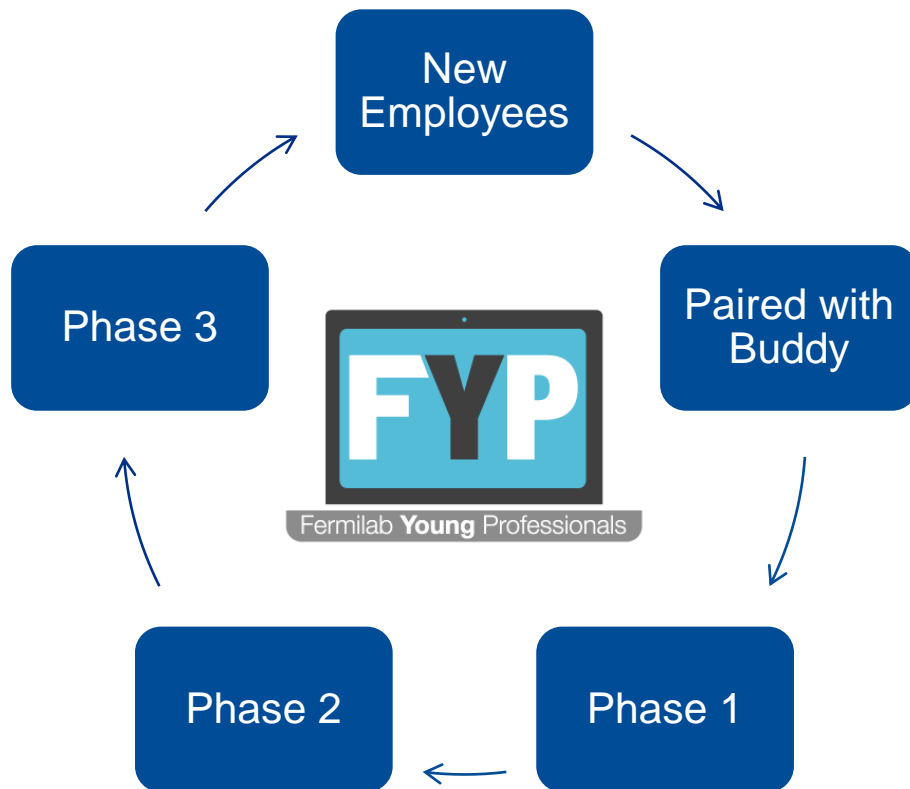 New
Employees
Paired with
Buddy
Phase 1
Phase 2
Phase 3
FYP
Fermilab Young Professionals